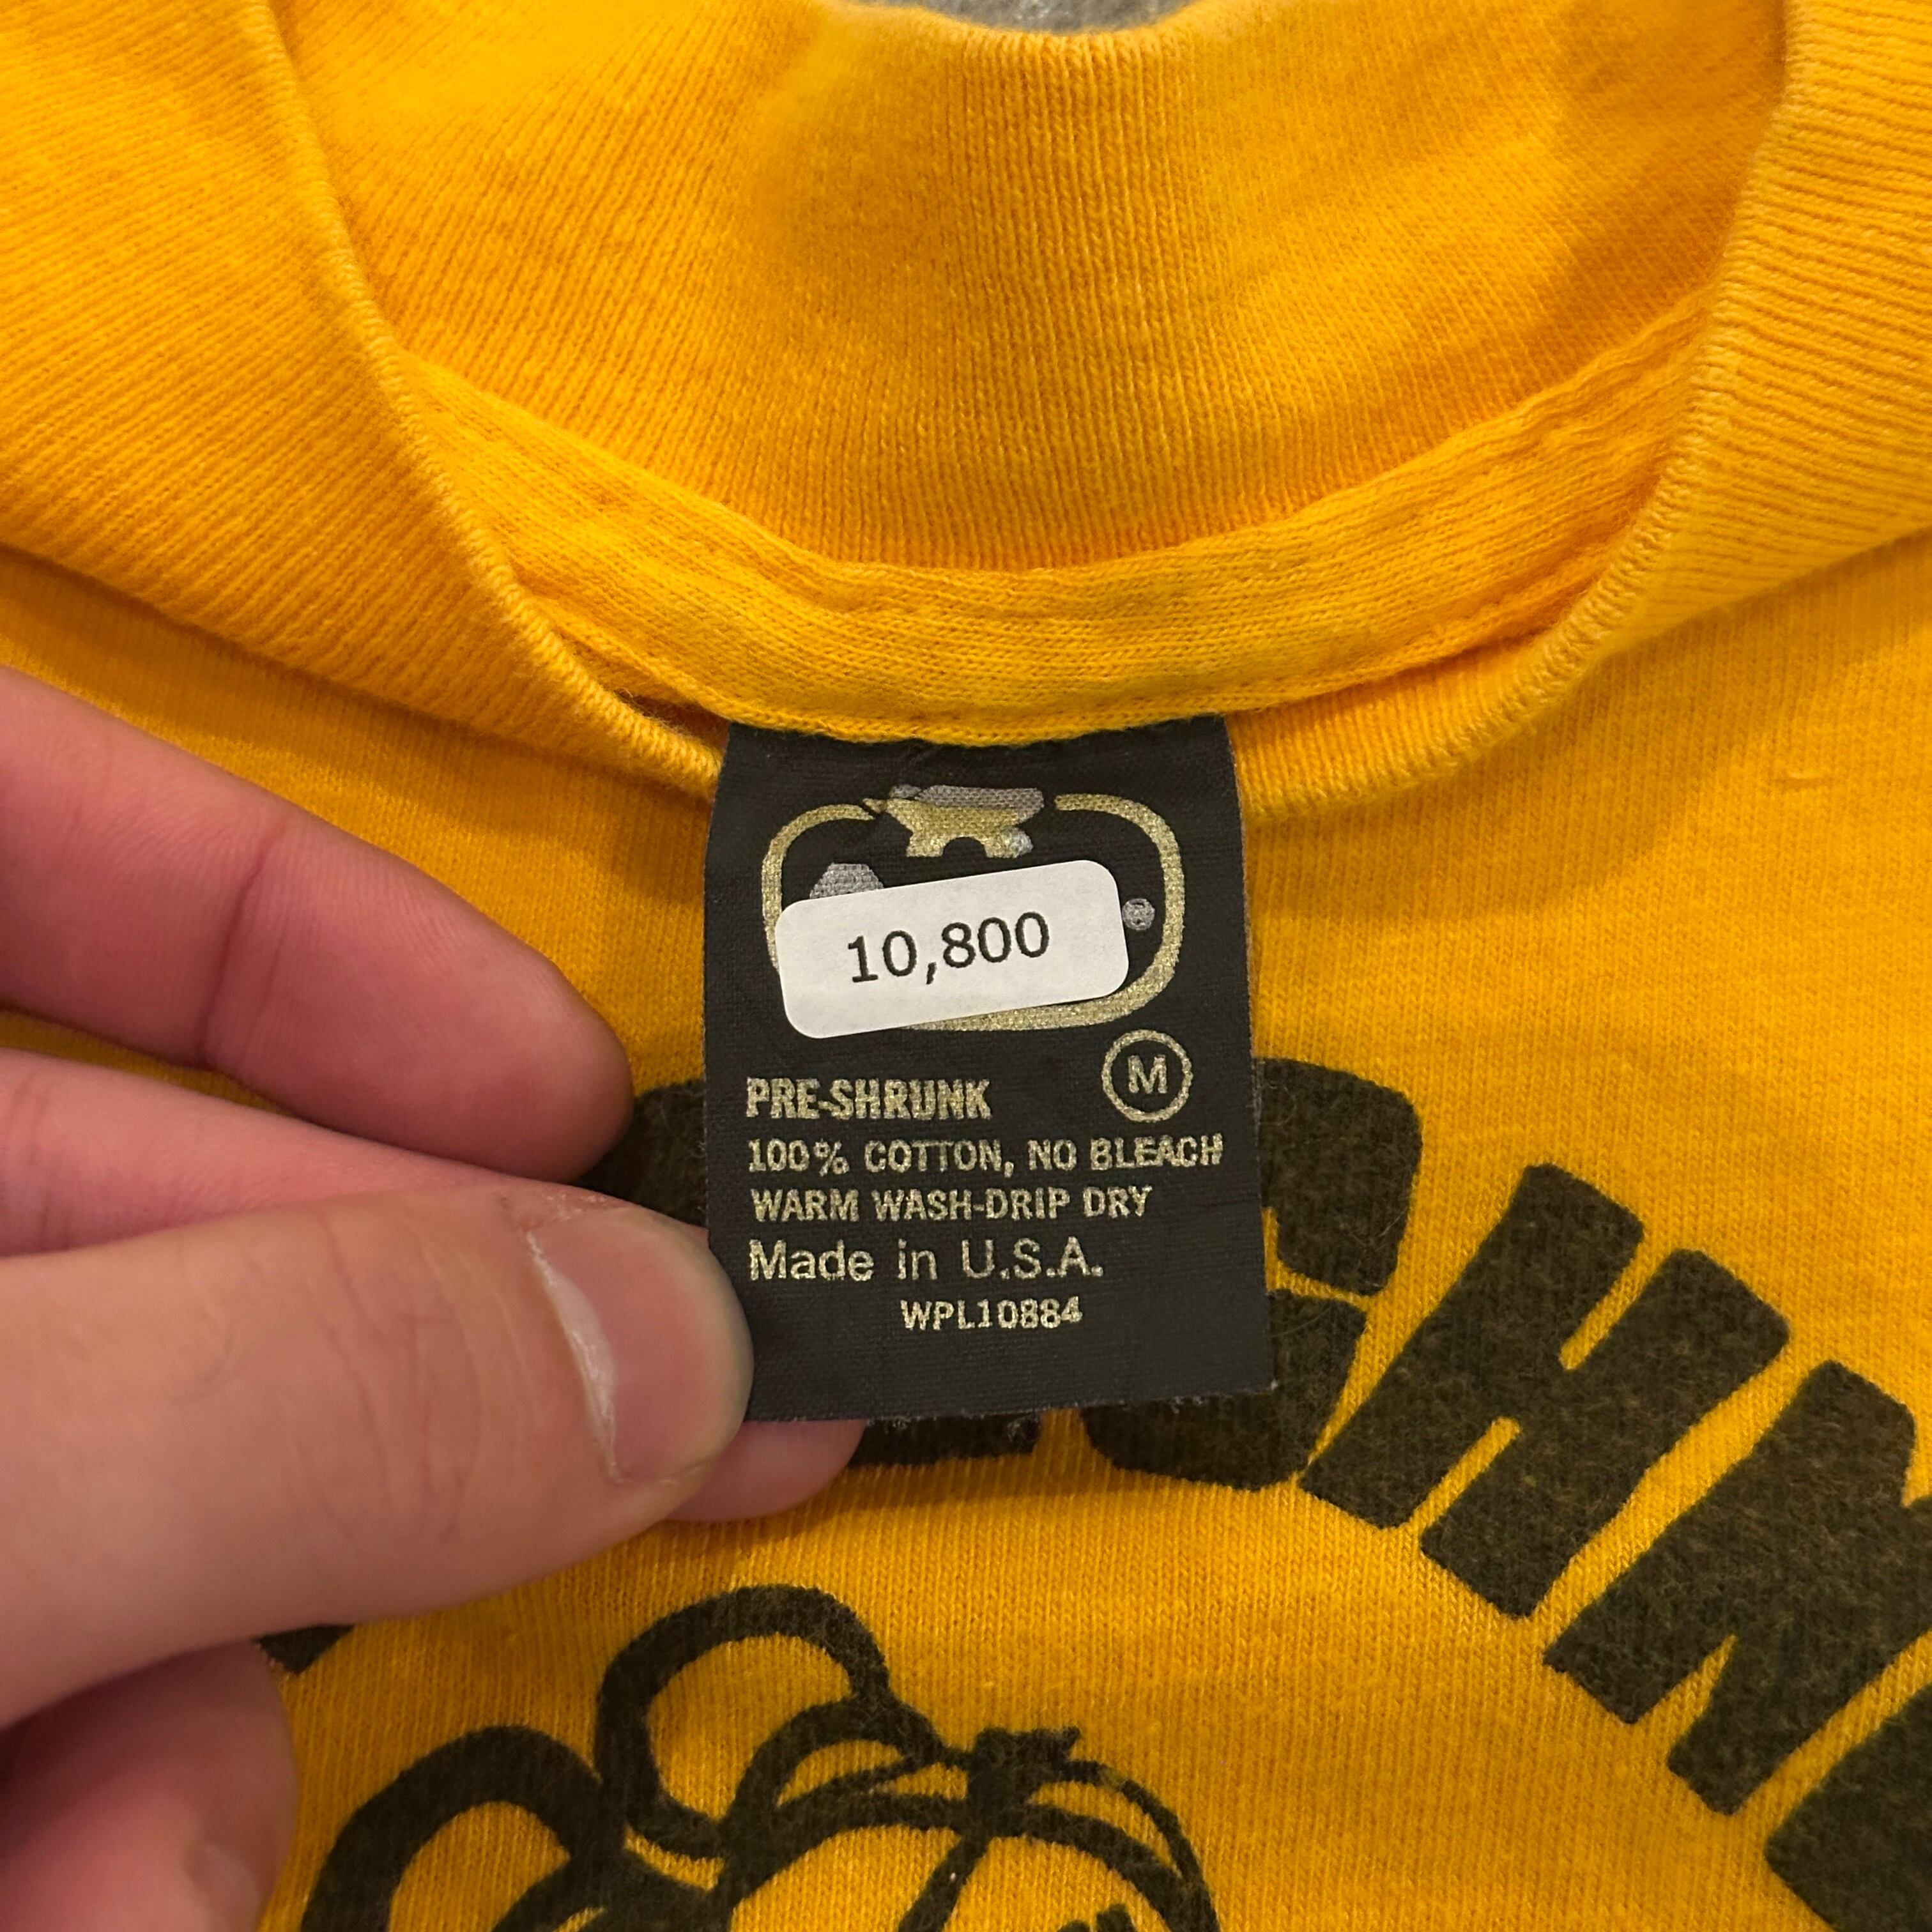 10,800
M
PRE-SHRUNK
100% COTTON, NO BLEACH
WARM WASH-DRIP DRY
Made in U.S.A.
WPL10884